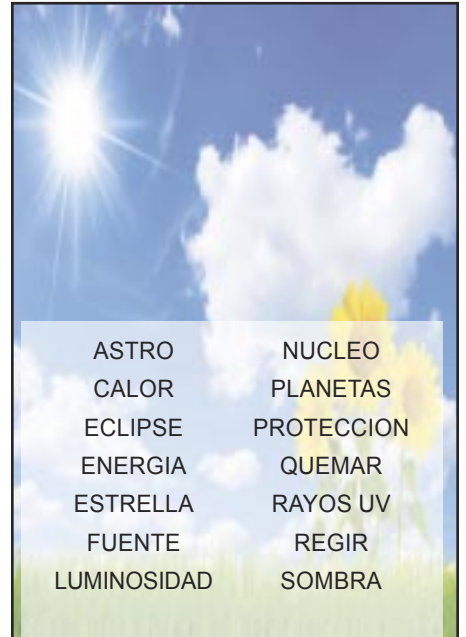 ASTRO NUCLEO
CALOR PLANETAS
ECLIPSE PROTECCION
ENERGIA QUEMAR
ESTRELLA RAYOS UV
FUENTE REGIR
LUMINOSIDAD SOMBRA